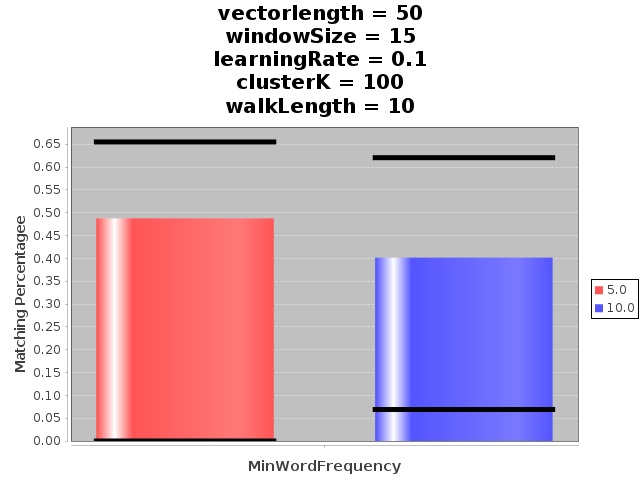 vectorlength = 50
windowSize = 15
learningRate = 0.1
clusterK = 100
walkLength = 10
Matching Percentagee
0.65
0.60
0.55
0.50
0.45
0.40
0.35
0.30
0.25
0.20
0.15
0.10
0.05
0.00
MinWordFrequency
5.0
10.0